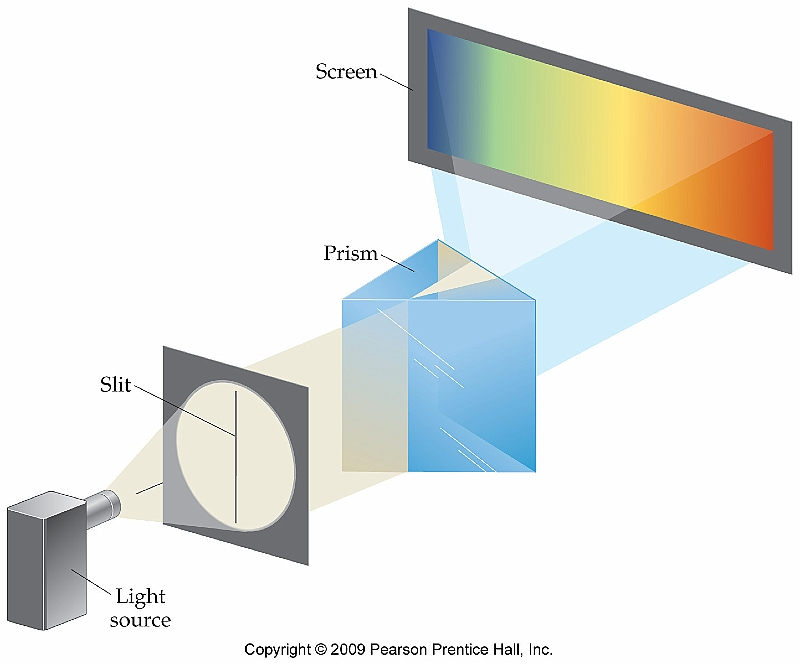 Screen
Prism
Slit
Light
source
Copyright © 2009 Pearson Prentice Hall, Inc.